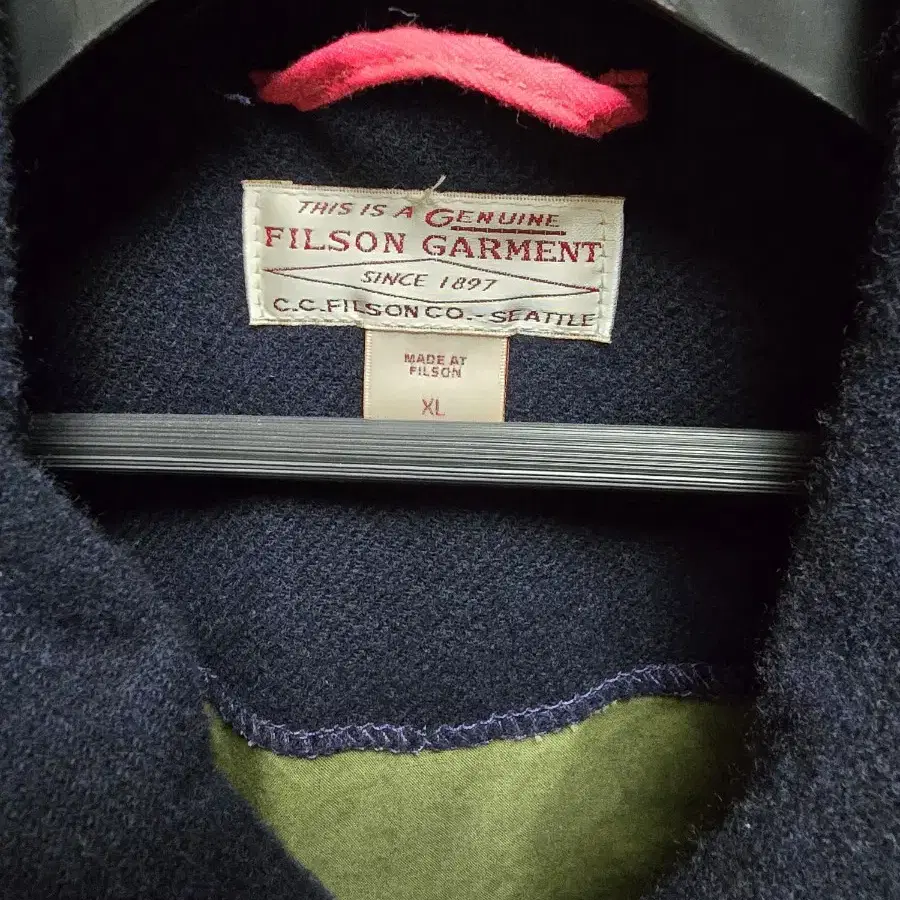 THIS IS A GENUINE
FILSON GARMENT
SINCE 1897
C.C.FILSON CO.-SEATTLE
MADE AT
FILSON
XL